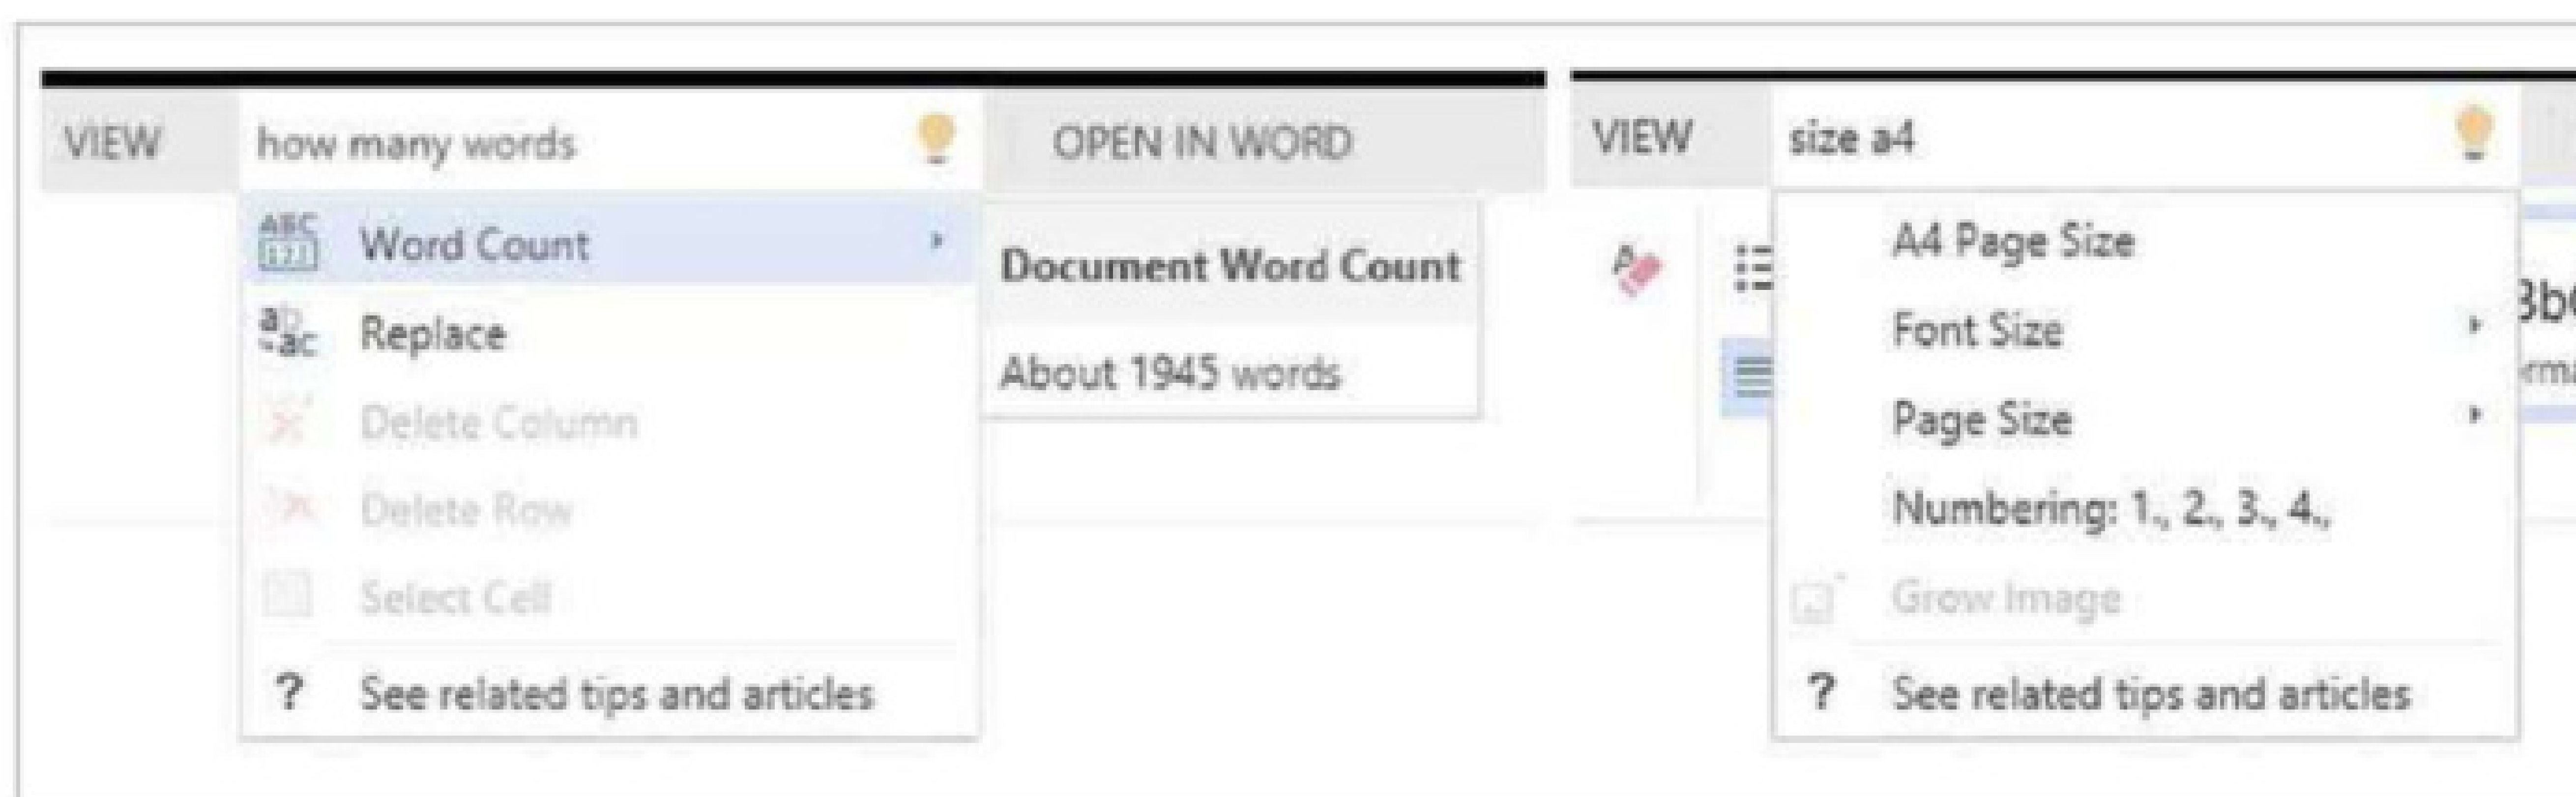 VIEW how many words OPEN IN WORD
Word Count
Document Word Count
Replace
About 1945 words
Delete Column
Delete Row
Select Cell
? See related tips and articles
VIEW size a4
A4 Page Size
Font Size
Page Size
Numbering: 1., 2., 3., 4.,
Grow Image
? See related tips and articles